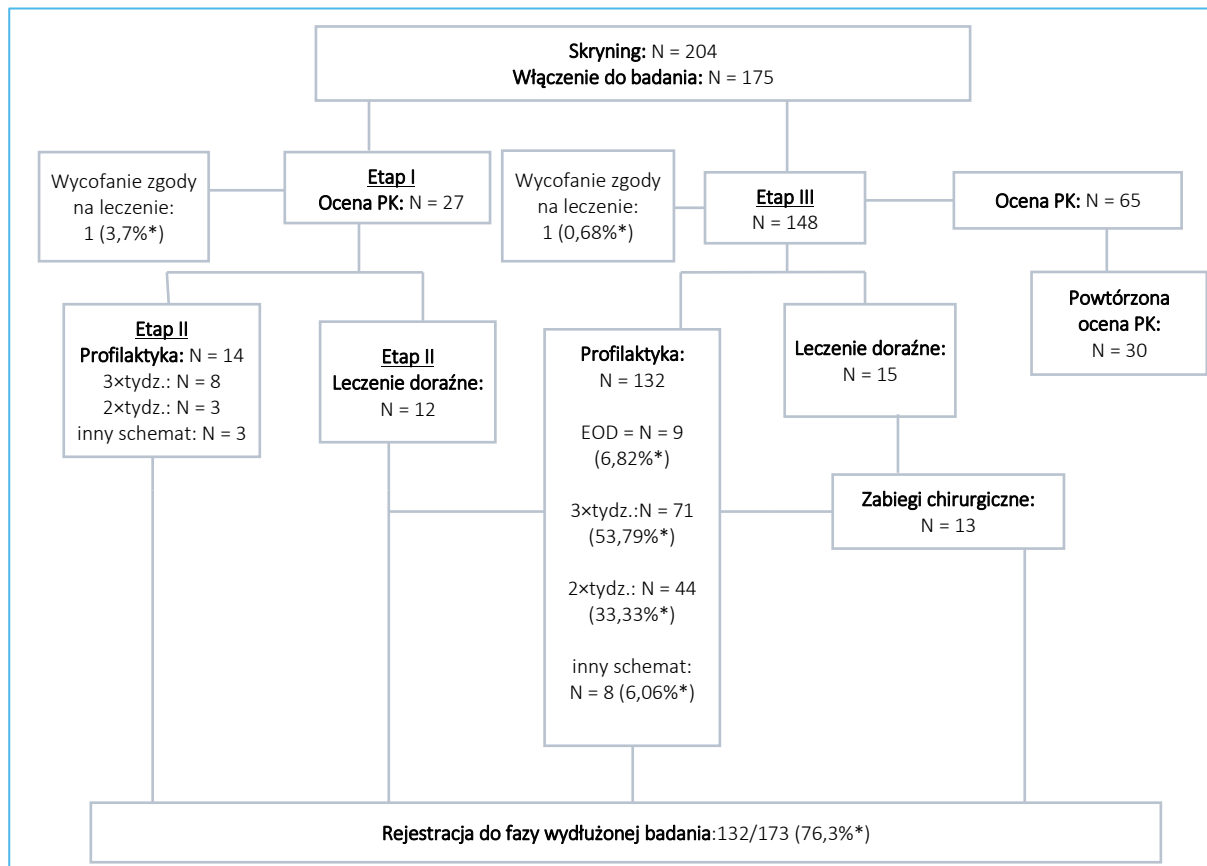 Skryning: N = 204
Włączenie do badania: N = 175
Wycofanie zgody
na leczenie:
1 (3,7%*)
Etap I
Ocena PK: N = 27
Wycofanie zgody
na leczenie:
1 (0,68%*)
Etap III
N = 148
Ocena PK: N = 65
Powtórzona
ocena PK:
N = 30
Etap II
Profilaktyka: N = 14
3×tydz.: N = 8
2×tydz.: N = 3
inny schemat: N = 3
Etap II
Leczenie doraźne:
N = 12
Profilaktyka:
N = 132
EOD = N = 9
(6,82%*)
3×tydz.:N = 71
(53,79%*)
2×tydz.: N = 44
(33,33%*)
inny schemat:
N = 8 (6,06%*)
Leczenie doraźne:
N = 15
Zabiegi chirurgiczne:
N = 13
Rejestracja do fazy wydłużonej badania:132/173 (76,3%*)